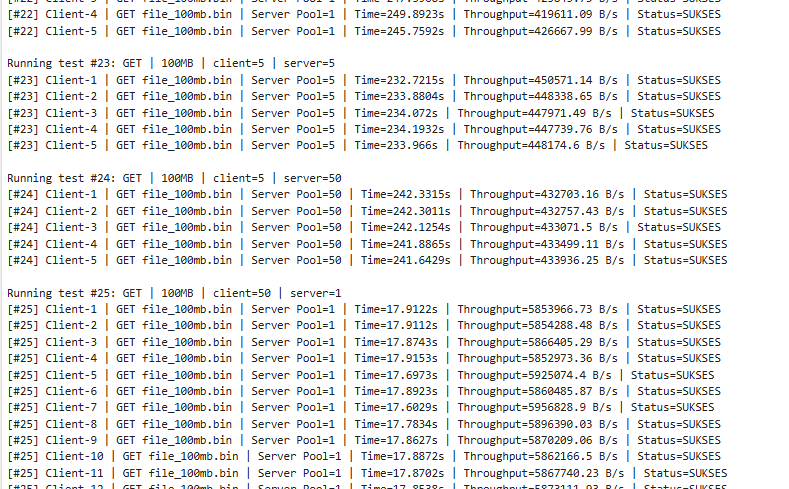 [#22] Client-4 | GET file_100mb.bin | Server Pool=1 | Time=249.8923s | Throughput=419611.09 B/s | Status=SUKSES
[#22] Client-5 | GET file_100mb.bin | Server Pool=1 | Time=245.7592s | Throughput=426667.99 B/s | Status=SUKSES
Running test #23: GET | 100MB | client=5 | server=5
[#23] Client-1 | GET file_100mb.bin | Server Pool=5 | Time=232.7215s | Throughput=450571.14 B/s | Status=SUKSES
[#23] Client-2 | GET file_100mb.bin | Server Pool=5 | Time=233.8804s | Throughput=448338.65 B/s | Status=SUKSES
[#23] Client-3 | GET file_100mb.bin | Server Pool=5 | Time=234.072s | Throughput=447971.49 B/s | Status=SUKSES
[#23] Client-4 | GET file_100mb.bin | Server Pool=5 | Time=234.1932s | Throughput=447739.76 B/s | Status=SUKSES
[#23] Client-5 | GET file_100mb.bin | Server Pool=5 | Time=233.966s | Throughput=448174.6 B/s | Status=SUKSES
Running test #24: GET | 100MB | client=5 | server=50
[#24] Client-1 | GET file_100mb.bin | Server Pool=50 | Time=242.3315s | Throughput=432703.16 B/s | Status=SUKSES
[#24] Client-2 | GET file_100mb.bin | Server Pool=50 | Time=242.3011s | Throughput=432757.43 B/s | Status=SUKSES
[#24] Client-3 | GET file_100mb.bin | Server Pool=50 | Time=242.1254s | Throughput=433071.5 B/s | Status=SUKSES
[#24] Client-4 | GET file_100mb.bin | Server Pool=50 | Time=241.8865s | Throughput=433499.11 B/s | Status=SUKSES
[#24] Client-5 | GET file_100mb.bin | Server Pool=50 | Time=241.6429s | Throughput=433936.25 B/s | Status=SUKSES
Running test #25: GET | 100MB | client=50 | server=1
[#25] Client-1 | GET file_100mb.bin | Server Pool=1 | Time=17.9122s | Throughput=5853966.73 B/s | Status=SUKSES
[#25] Client-2 | GET file_100mb.bin | Server Pool=1 | Time=17.9112s | Throughput=5854288.48 B/s | Status=SUKSES
[#25] Client-3 | GET file_100mb.bin | Server Pool=1 | Time=17.8743s | Throughput=5866405.29 B/s | Status=SUKSES
[#25] Client-4 | GET file_100mb.bin | Server Pool=1 | Time=17.9153s | Throughput=5852973.36 B/s | Status=SUKSES
[#25] Client-5 | GET file_100mb.bin | Server Pool=1 | Time=17.6973s | Throughput=5925074.4 B/s | Status=SUKSES
[#25] Client-6 | GET file_100mb.bin | Server Pool=1 | Time=17.8923s | Throughput=5860485.87 B/s | Status=SUKSES
[#25] Client-7 | GET file_100mb.bin | Server Pool=1 | Time=17.6029s | Throughput=5956828.9 B/s | Status=SUKSES
[#25] Client-8 | GET file_100mb.bin | Server Pool=1 | Time=17.7834s | Throughput=5896390.03 B/s | Status=SUKSES
[#25] Client-9 | GET file_100mb.bin | Server Pool=1 | Time=17.8627s | Throughput=5870209.06 B/s | Status=SUKSES
[#25] Client-10 | GET file_100mb.bin | Server Pool=1 | Time=17.8872s | Throughput=5862166.5 B/s | Status=SUKSES
[#25] Client-11 | GET file_100mb.bin | Server Pool=1 | Time=17.8702s | Throughput=5867740.23 B/s | Status=SUKSES